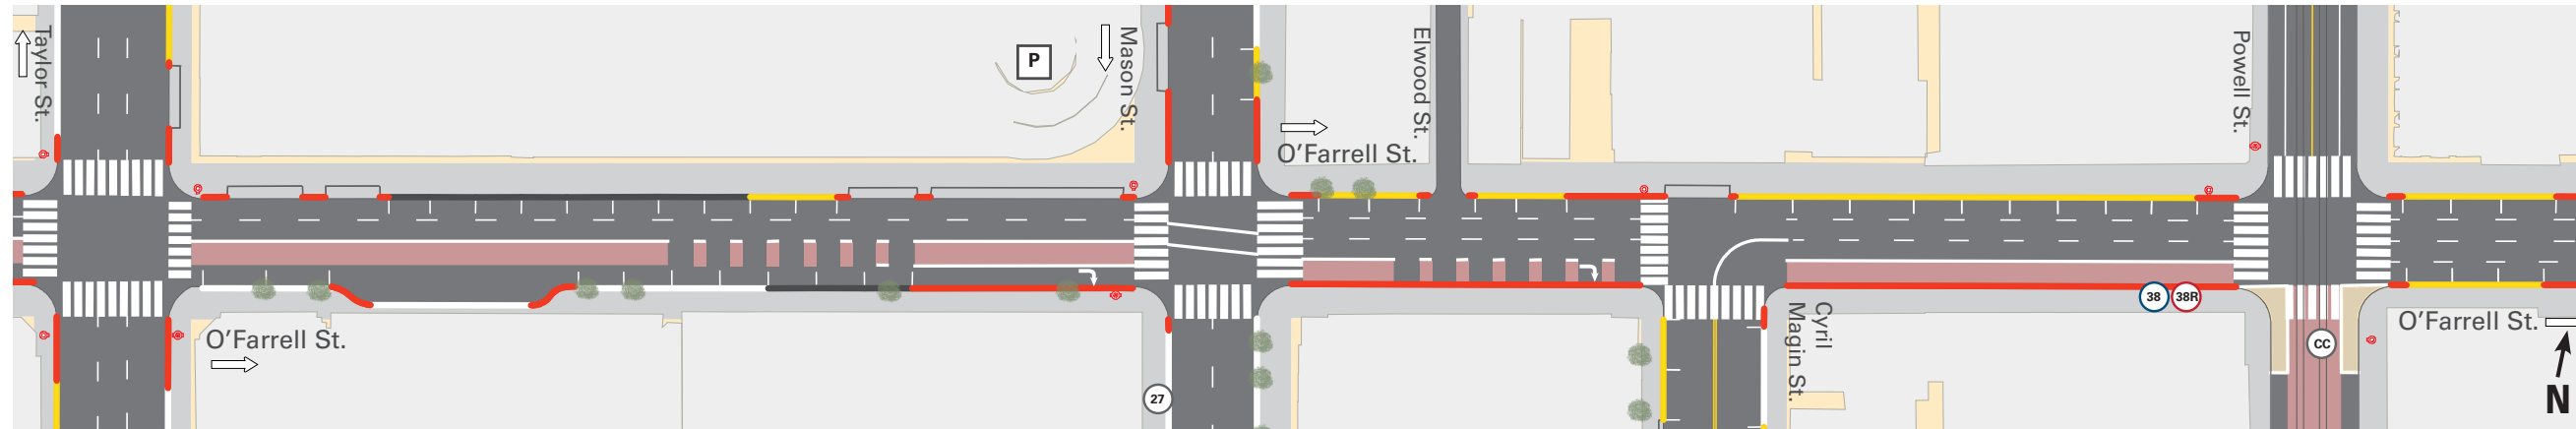 Taylor St.
P
Mason St.
O'Farrell St.
Elwood St.
Powell St.
O'Farrell St.
27
Cyril
Magin St.
38 38R
CC
O'Farrell St.
N